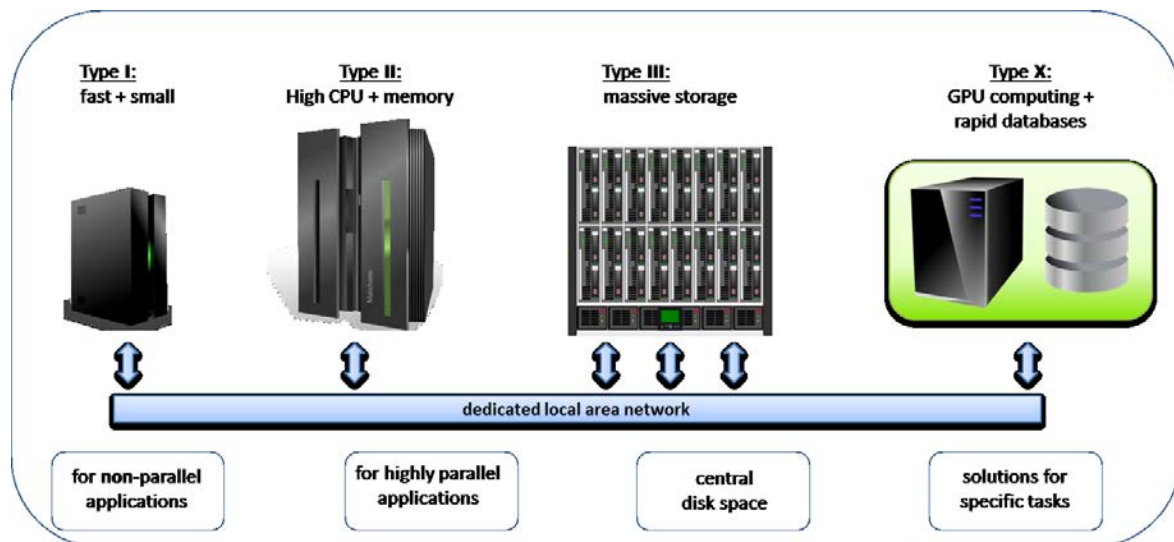 Type I:
fast + small
Type II:
High CPU + memory
Type III:
massive storage
Type X:
GPU computing +
rapid databases
dedicated local area network
for non-parallel
applications
for highly parallel
applications
central
disk space
solutions for
specific tasks